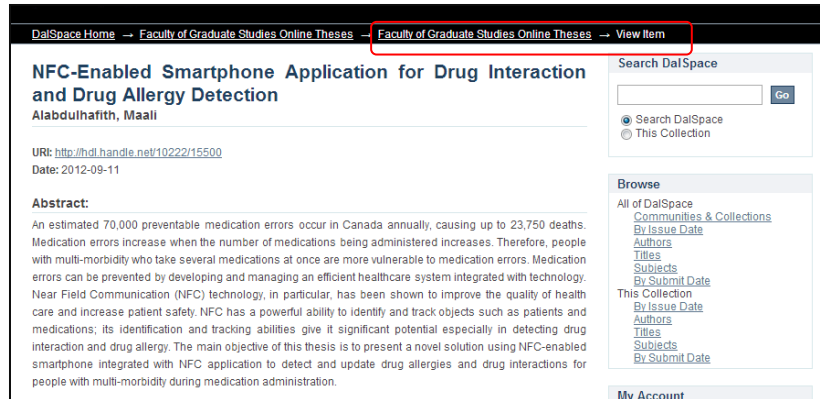 DalSpace Home → Faculty of Graduate Studies Online Theses → Faculty of Graduate Studies Online Theses → View Item
NFC-Enabled Smartphone Application for Drug Interaction
and Drug Allergy Detection
Alabdulhafith, Maali
URI: http://hdl.handle.net/10222/15500
Date: 2012-09-11
Abstract:
An estimated 70,000 preventable medication errors occur in Canada annually, causing up to 23,750 deaths.
Medication errors increase when the number of medications being administered increases. Therefore, people
with multi-morbidity who take several medications at once are more vulnerable to medication errors. Medication
errors can be prevented by developing and managing an efficient healthcare system integrated with technology.
Near Field Communication (NFC) technology, in particular, has been shown to improve the quality of health
care and increase patient safety. NFC has a powerful ability to identify and track objects such as patients and
medications; its identification and tracking abilities give it significant potential especially in detecting drug
interaction and drug allergy. The main objective of this thesis is to present a novel solution using NFC-enabled
smartphone integrated with NFC application to detect and update drug allergies and drug interactions for
people with multi-morbidity during medication administration.
Search DalSpace
Go
Search DalSpace
This Collection
Browse
All of DalSpace
Communities & Collections
By Issue Date
Authors
Titles
Subjects
By Submit Date
This Collection
By Issue Date
Authors
Titles
Subjects
By Submit Date
My Account